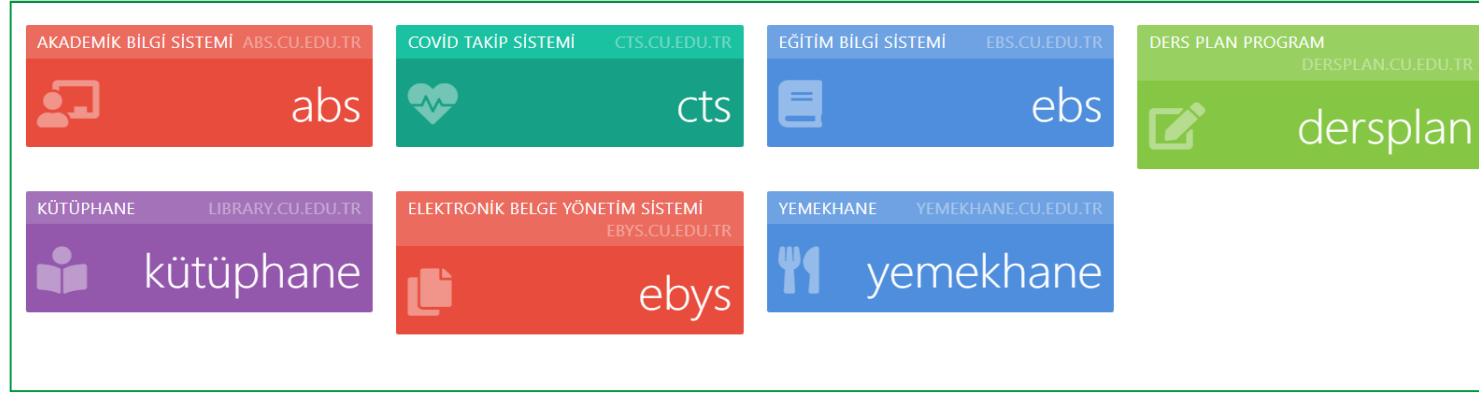 AKADEMİK BİLGİ SİSTEMİ ABS.CU.EDU.TR
abs
COVİD TAKİP SİSTEMİ CTS.CU.EDU.TR
cts
EĞİTİM BİLGİ SİSTEMİ EBS.CU.EDU.TR
ebs
DERS PLAN PROGRAM
DERSPLAN.CU.EDU.TR
dersplan
KÜTÜPHANE LIBRARY.CU.EDU.TR
kütüphane
ELEKTRONİK BELGE YÖNETİM SİSTEMİ
EBYS.CU.EDU.TR
ebys
YEMEKHANE YEMEKHANE.CU.EDU.TR
yemekhane